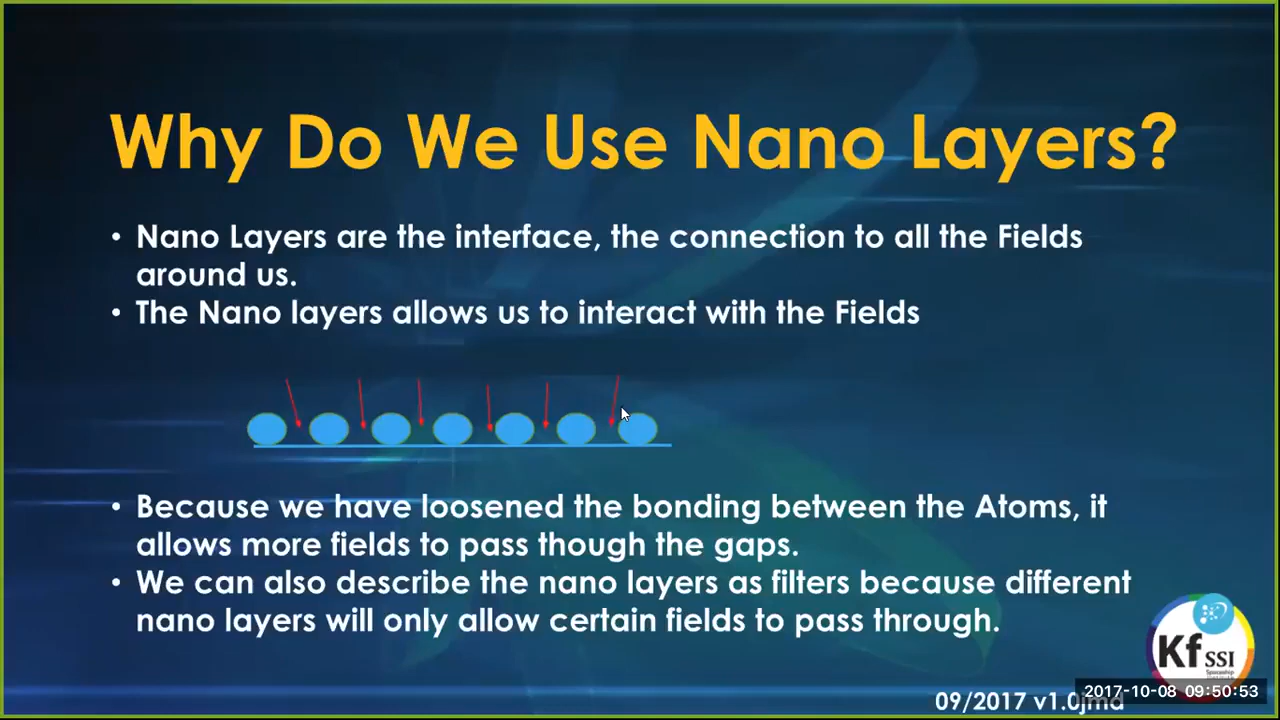 Why Do We Use Nano Layers?
• Nano Layers are the interface, the connection to all the Fields
around us.
• The Nano layers allows us to interact with the Fields
• Because we have loosened the bonding between the Atoms, it
allows more fields to pass though the gaps.
• We can also describe the nano layers as filters because different
nano layers will only allow certain fields to pass through.
Kf SSI
2017-10-08 09:50:53
09/2017 v1.0jmd